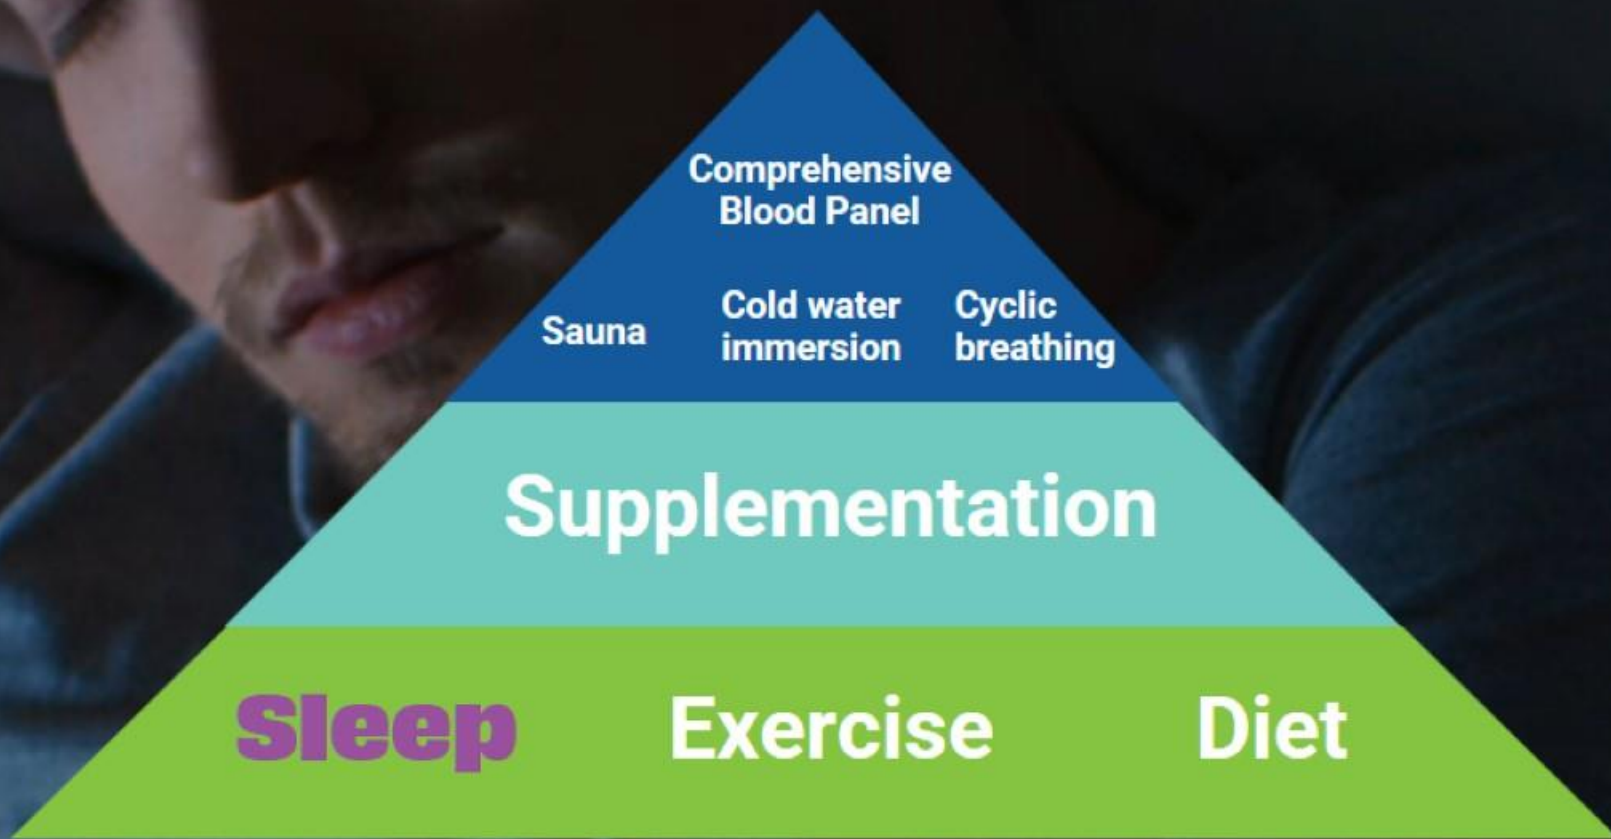 Comprehensive
Blood Panel
Sauna
Cold water
immersion
Cyclic
breathing
Supplementation
Sleep Exercise Diet